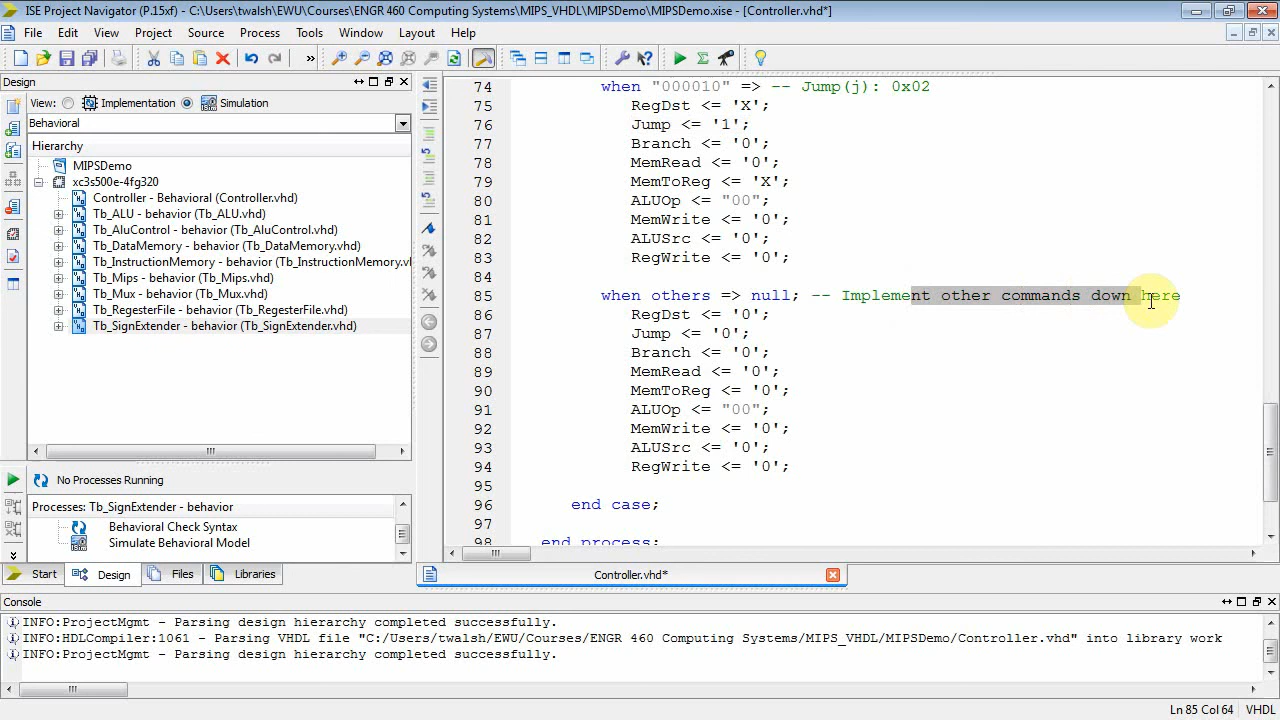 ISE Project Navigator (P.15xf) - C:\Users\twalsh\EWU\Courses\ENGR 460 Computing Systems\MIPS_VHDL\MIPSDemo\MIPSDemo.xise - [Controller.vhd*]
File Edit View Project Source Process Tools Window Layout Help
Design
View: Implementation Simulation
Behavioral
Hierarchy
MIPSDemo
xc3s500e-4fg320
Controller - Behavioral (Controller.vhd)
Tb_ALU - behavior (Tb_ALU.vhd)
Tb_AluControl - behavior (Tb_AluControl.vhd)
Tb_DataMemory - behavior (Tb_DataMemory.vhd)
Tb_InstructionMemory - behavior (Tb_InstructionMemory.vl
Tb_Mips - behavior (Tb_Mips.vhd)
Tb_Mux - behavior (Tb_Mux.vhd)
Tb_RegesterFile - behavior (Tb_RegesterFile.vhd)
Tb_SignExtender - behavior (Tb_SignExtender.vhd)
No Processes Running
Processes: Tb_SignExtender - behavior
Behavioral Check Syntax
Simulate Behavioral Model
Start Design Files Libraries
74 when "000010" => -- Jump(j): 0x02
75 RegDst <= 'X';
76 Jump <= '1';
77 Branch <= '0';
78 MemRead <= '0';
79 MemToReg <= 'X';
80 ALUOp <= "00";
81 MemWrite <= '0';
82 ALUSrc <= '0';
83 RegWrite <= '0';
84
85 when others => null; -- Implement other commands down here
86 RegDst <= '0';
87 Jump <= '0';
88 Branch <= '0';
89 MemRead <= '0';
90 MemToReg <= '0';
91 ALUOp <= "00";
92 MemWrite <= '0';
93 ALUSrc <= '0';
94 RegWrite <= '0';
95
96 end case;
97
98 end process;
Controller.vhd*
Console
INFO:ProjectMgmt - Parsing design hierarchy completed successfully.
INFO:HDLCompiler:1061 - Parsing VHDL file "C:/Users/twalsh/EWU/Courses/ENGR 460 Computing Systems/MIPS_VHDL/MIPSDemo/Controller.vhd" into library work
INFO:ProjectMgmt - Parsing design hierarchy completed successfully.
Ln 85 Col 64 VHDL